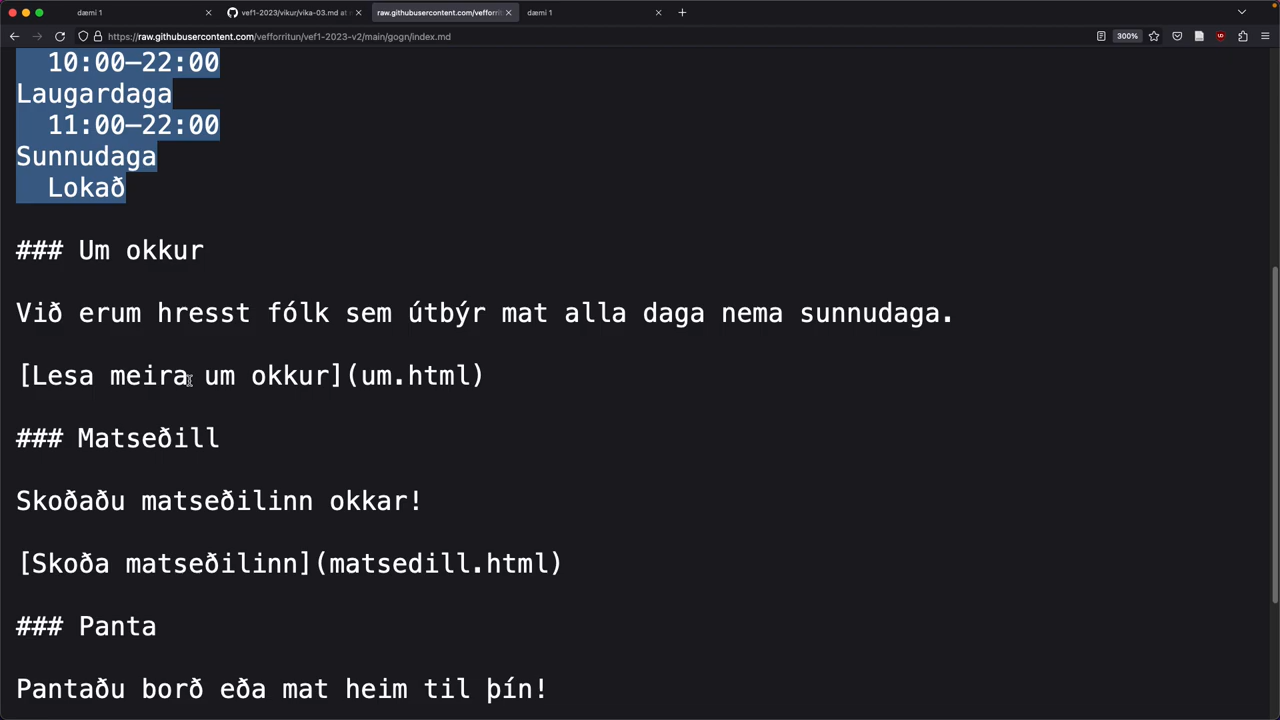 dæmi 1
vef1-2023/vikur/vika-03.md at m
raw.githubusercontent.com/vefforrit
dæmi 1
https://raw.githubusercontent.com/vefforritun/vef1-2023-v2/main/gogn/index.md
300%
10:00–22:00
Laugardaga
11:00–22:00
Sunnudaga
Lokað
### Um okkur
Við erum hresst fólk sem útbýr mat alla daga nema sunnudaga.
[Lesa meira um okkur](um.html)
### Matseðill
Skoðaðu matseðilinn okkar!
[Skoða matseðilinn](matsedill.html)
### Panta
Pantaðu borð eða mat heim til þín!